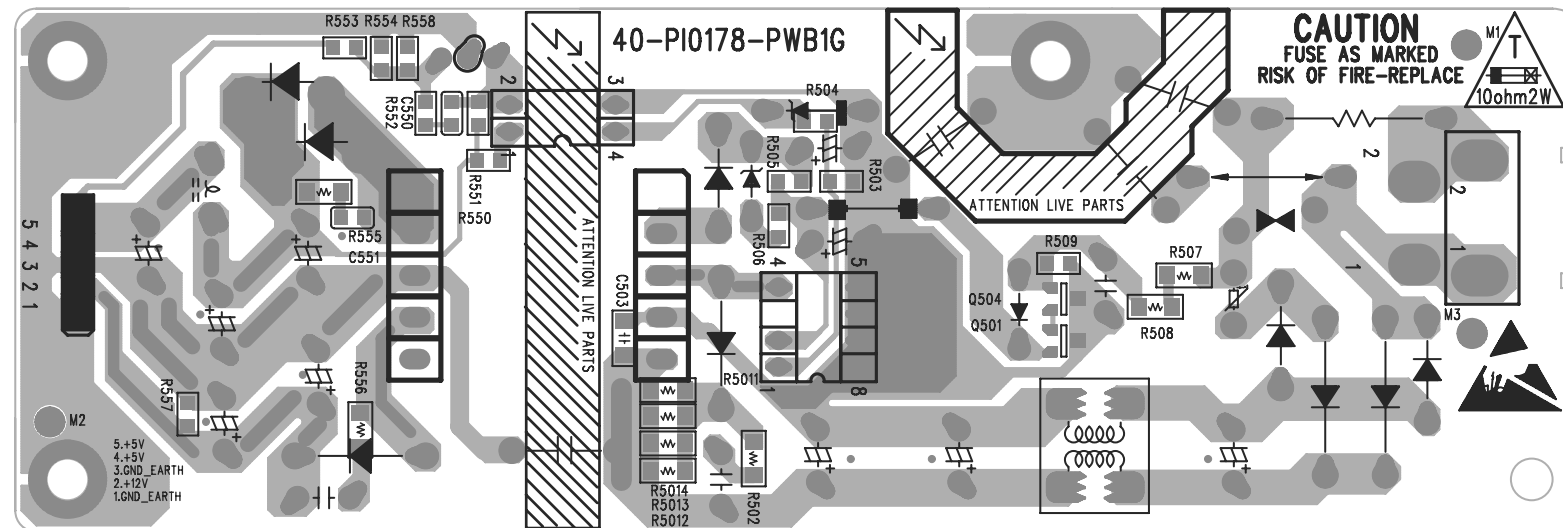 R553 R554 R558
40-PI0178-PWB1G
CAUTION
FUSE AS MARKED
RISK OF FIRE-REPLACE
M1
T
10ohm2W
C550
R552
2
1
3
4
R551
R550
R555
C551
5 4 3 2 1
ATTENTION LIVE PARTS
R504
R505
R503
R506
4
5
1
8
C503
ATTENTION LIVE PARTS
R509
R507
Q504
Q501
R508
2
1
2
1
M3
R557
R556
M2
5.+5V
4.+5V
3.GND_EARTH
2.+12V
1.GND_EARTH
R5011
R502
R5014
R5013
R5012